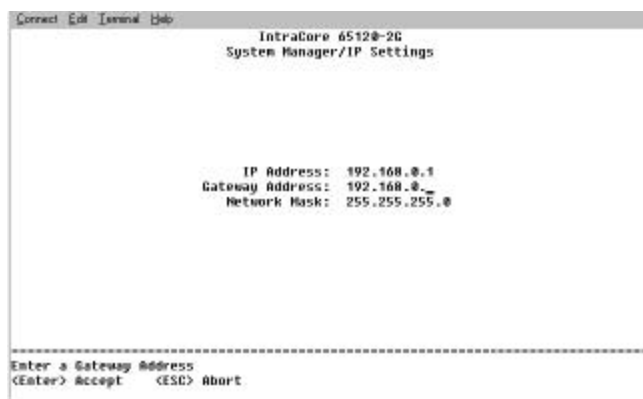 Connect Edit Terminal Help
IntraCore 65120-2G
System Manager/IP Settings
IP Address: 192.168.0.1
Gateway Address: 192.168.0._
Network Mask: 255.255.255.0
Enter a Gateway Address
<Enter> Accept <ESC> Abort